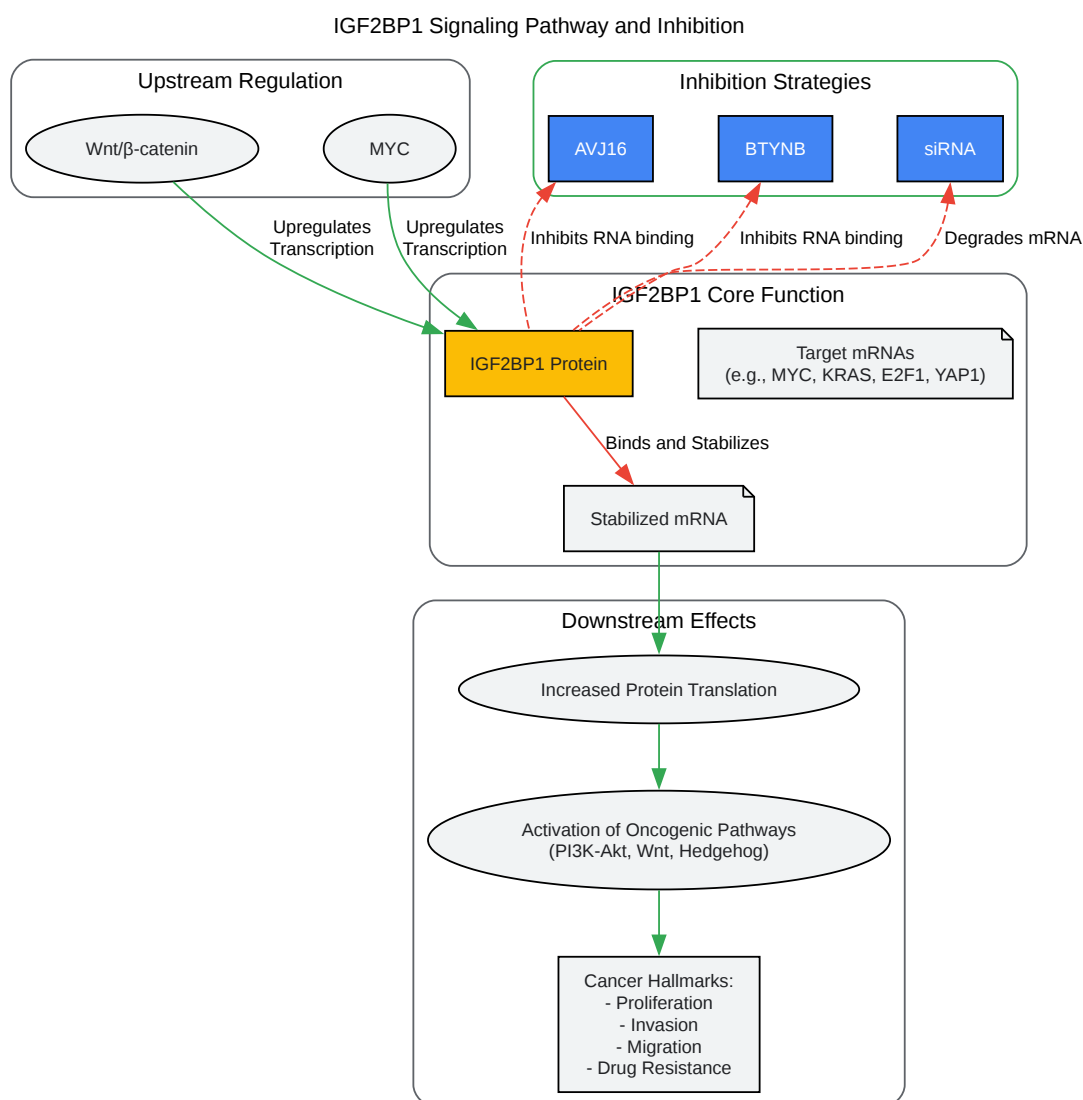 IGF2BP1 Signaling Pathway and Inhibition
Upstream Regulation
Inhibition Strategies
Wnt/β-catenin
MYC
AVJ16
BTYNB
siRNA
Upregulates
Transcription
Upregulates
Transcription
Inhibits RNA binding
Inhibits RNA binding
Degrades mRNA
IGF2BP1 Core Function
IGF2BP1 Protein
Target mRNAs
(e.g., MYC, KRAS, E2F1, YAP1)
Binds and Stabilizes
Stabilized mRNA
Downstream Effects
Increased Protein Translation
Activation of Oncogenic Pathways
(PI3K-Akt, Wnt, Hedgehog)
Cancer Hallmarks:
- Proliferation
- Invasion
- Migration
- Drug Resistance